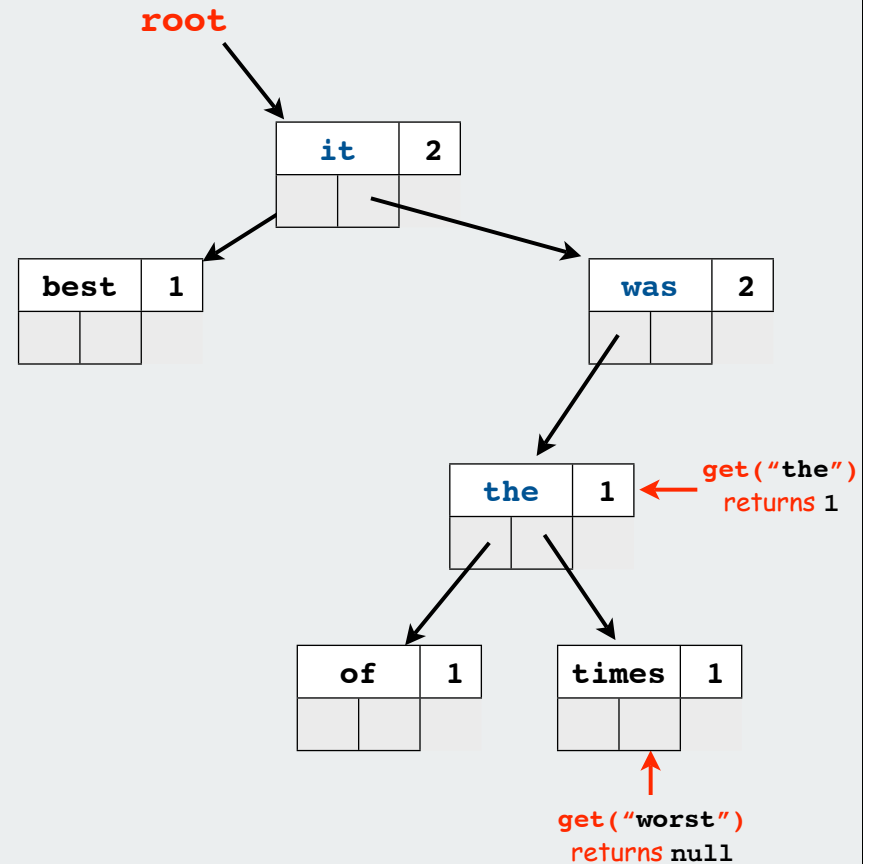 root
it 2
best 1
was 2
the 1
get(“the”)
returns 1
of 1
times 1
get(“worst”)
returns null